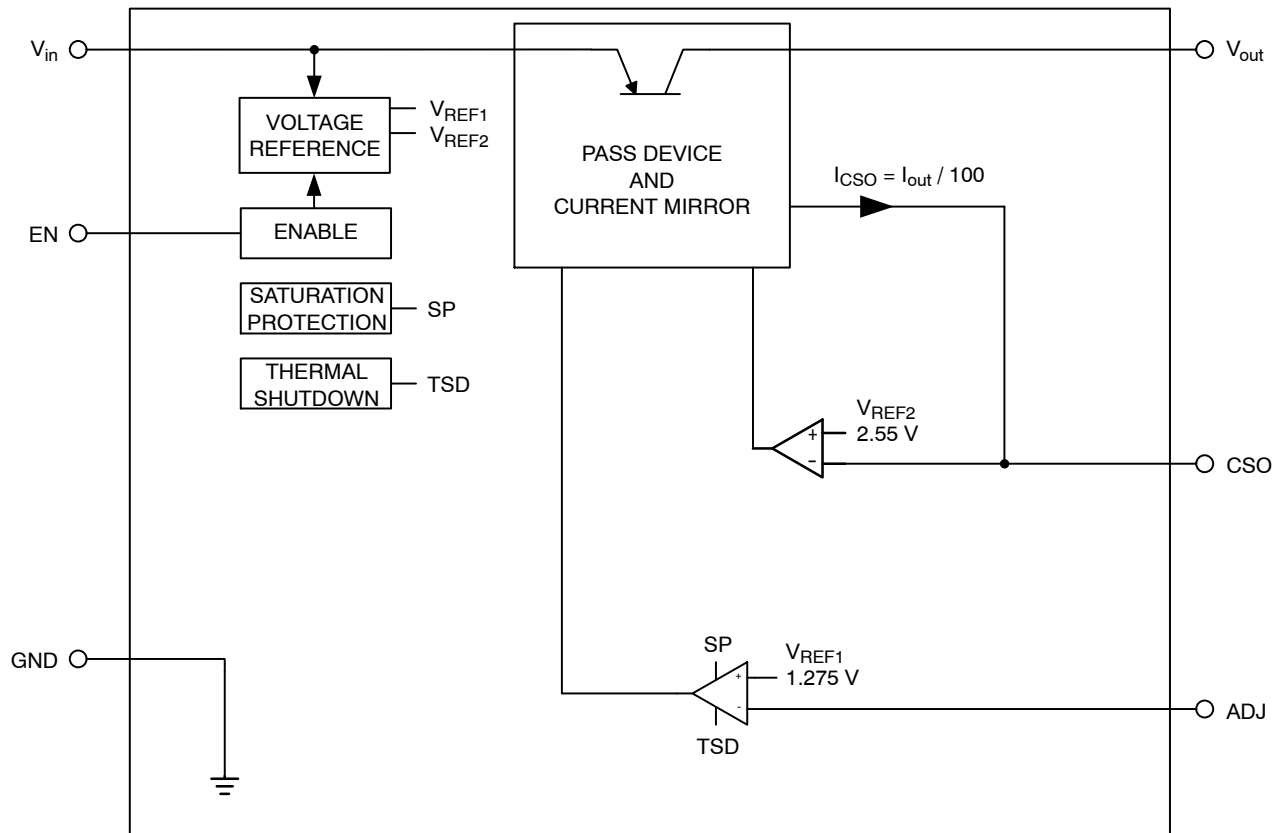 V_in
V_out
VOLTAGE
REFERENCE
V_REF1
V_REF2
PASS DEVICE
AND
CURRENT MIRROR
I_CSO = I_out / 100
EN
ENABLE
SATURATION
PROTECTION
SP
THERMAL
SHUTDOWN
TSD
V_REF2
2.55 V
+
−
CSO
GND
SP
V_REF1
1.275 V
+
-
TSD
ADJ